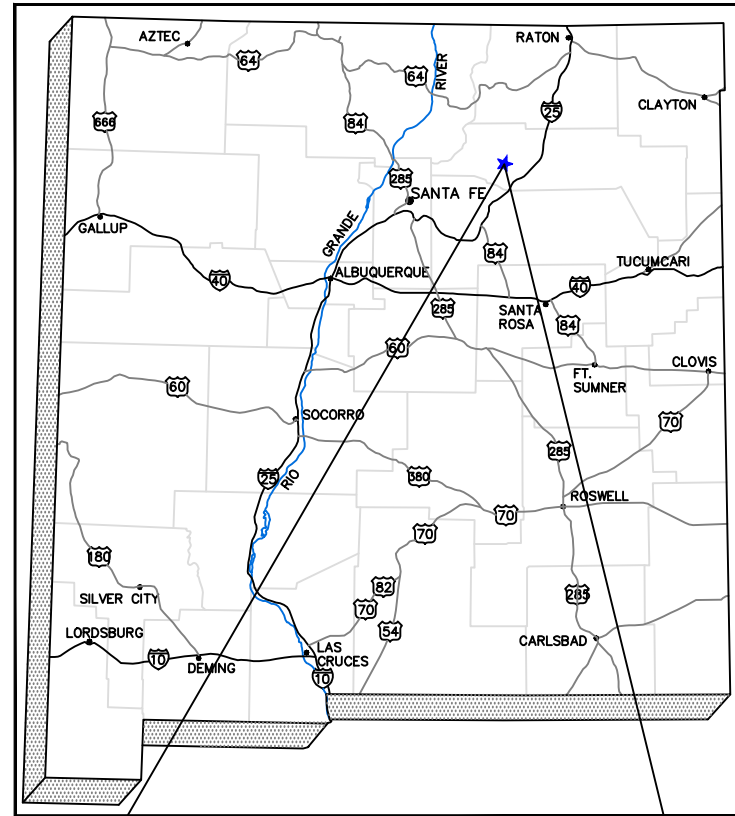 AZTEC
RATON
64
64
RIVER
CLAYTON
25
666
84
285
SANTA FE
GALLUP
GRANDE
84
TUCUMCARI
40
ALBUQUERQUE
40
285
SANTA
ROSA
84
60
CLOVIS
FT.
SUMNER
60
SOCORRO
70
285
25
RIO
380
ROSWELL
70
70
180
82
285
SILVER CITY
70
54
LORDSBURG
CARLSBAD
10
DEMING
LAS
CRUCES
10